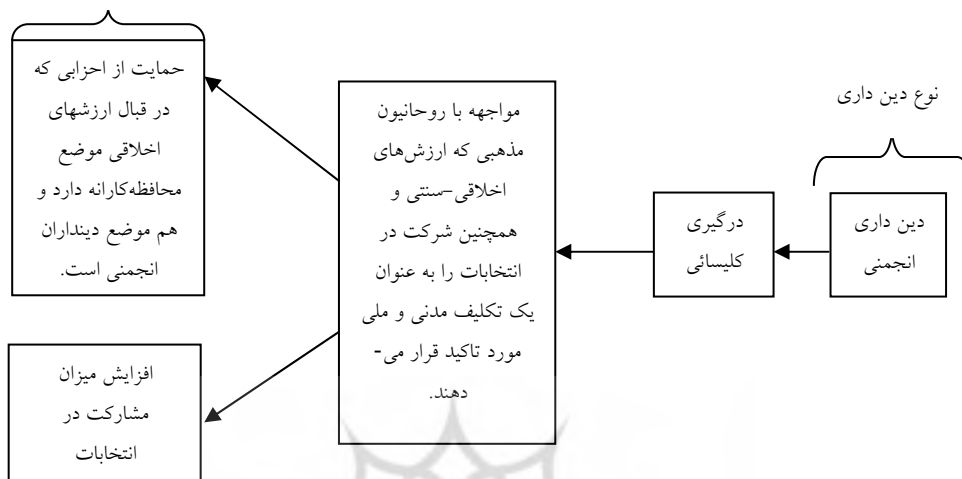 نوع دین داری
دین داری
انجمنی
درگیری
کلیسائی
مواجهه با روحانیون
مذهبی که ارزش‌های
اخلاقی-سنتی و
همچنین شرکت در
انتخابات را به عنوان
یک تکلیف مدنی و ملی
مورد تاکید قرار می-
دهند.
حمایت از احزابی که
در قبال ارزشهای
اخلاقی موضع
محافظه‌کارانه دارد و
هم موضع دینداران
انجمنی است.
افزایش میزان
مشارکت در
انتخابات